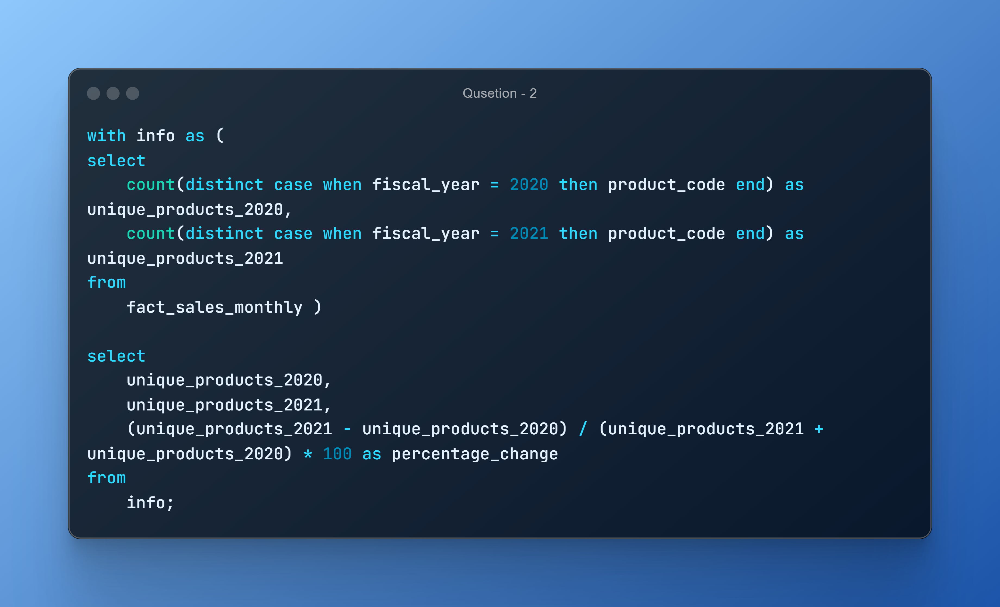 Qusetion - 2
with info as (
select
    count(distinct case when fiscal_year = 2020 then product_code end) as
unique_products_2020,
    count(distinct case when fiscal_year = 2021 then product_code end) as
unique_products_2021
from
    fact_sales_monthly )
select
    unique_products_2020,
    unique_products_2021,
    (unique_products_2021 - unique_products_2020) / (unique_products_2021 +
unique_products_2020) * 100 as percentage_change
from
    info;